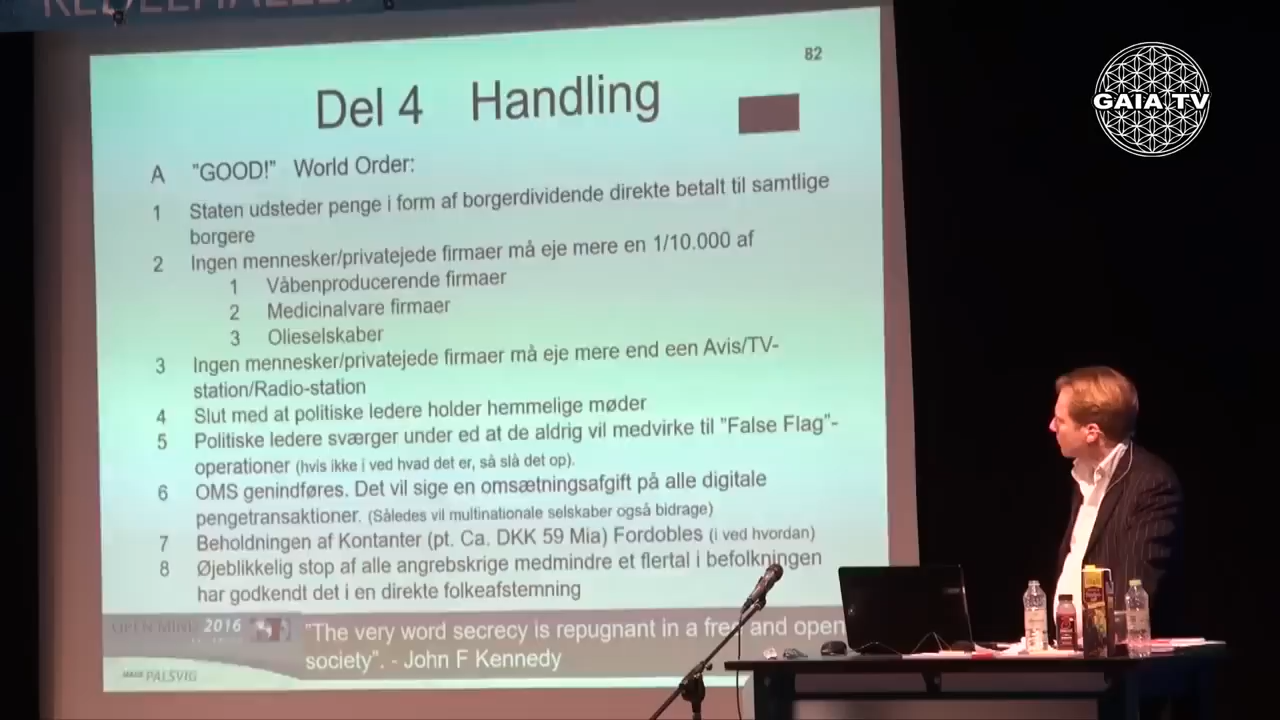 82
GAIA TV
Del 4 Handling
A "GOOD!" World Order:
1 Staten udsteder penge i form af borgerdividende direkte betalt til samtlige
borgere
2 Ingen mennesker/privatejede firmaer må eje mere en 1/10.000 af
1 Våbenproducerende firmaer
2 Medicinalvare firmaer
3 Olieselskaber
3 Ingen mennesker/privatejede firmaer må eje mere end een Avis/TV-
station/Radio-station
4 Slut med at politiske ledere holder hemmelige møder
5 Politiske ledere sværger under ed at de aldrig vil medvirke til "False Flag"-
operationer (hvis ikke i ved hvad det er, så slå det op).
6 OMS genindføres. Det vil sige en omsætningsafgift på alle digitale
pengetransaktioner. (Således vil multinationale selskaber også bidrage)
7 Beholdningen af Kontanter (pt. Ca. DKK 59 Mia) Fordobles (i ved hvordan)
8 Øjeblikkelig stop af alle angrebskrige medmindre et flertal i befolkningen
har godkendt det i en direkte folkeafstemning
OPEN MIND 2016
"The very word secrecy is repugnant in a free and open
society". - John F Kennedy
MADS PALSVIG